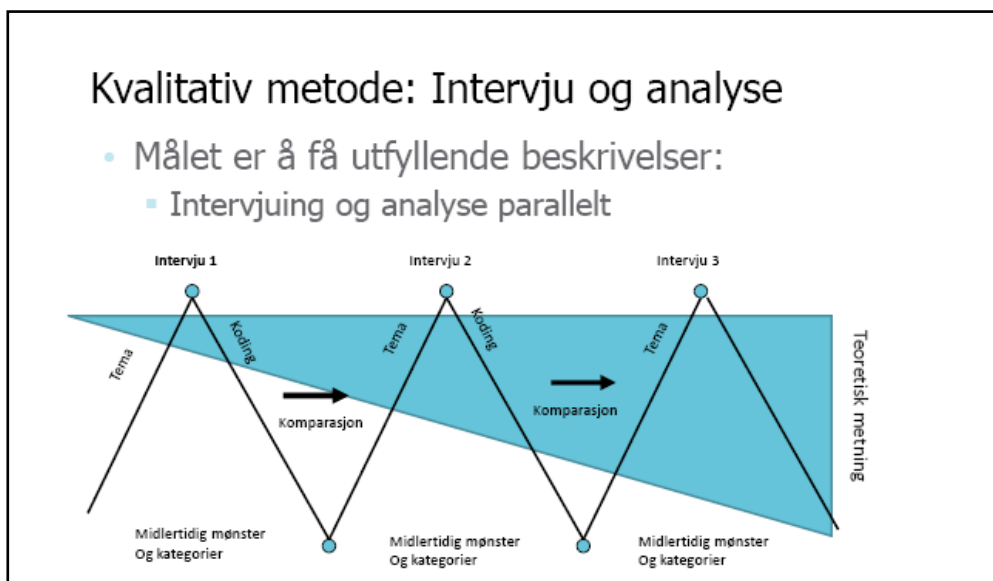 Kvalitativ metode: Intervju og analyse
• Målet er å få utfyllende beskrivelser:
▪ Intervjuing og analyse parallelt
Intervju 1
Intervju 2
Intervju 3
Tema
Koding
Tema
Koding
Tema
Komparasjon
Komparasjon
Teoretisk metning
Midlertidig mønster
Og kategorier
Midlertidig mønster
Og kategorier
Midlertidig mønster
Og kategorier